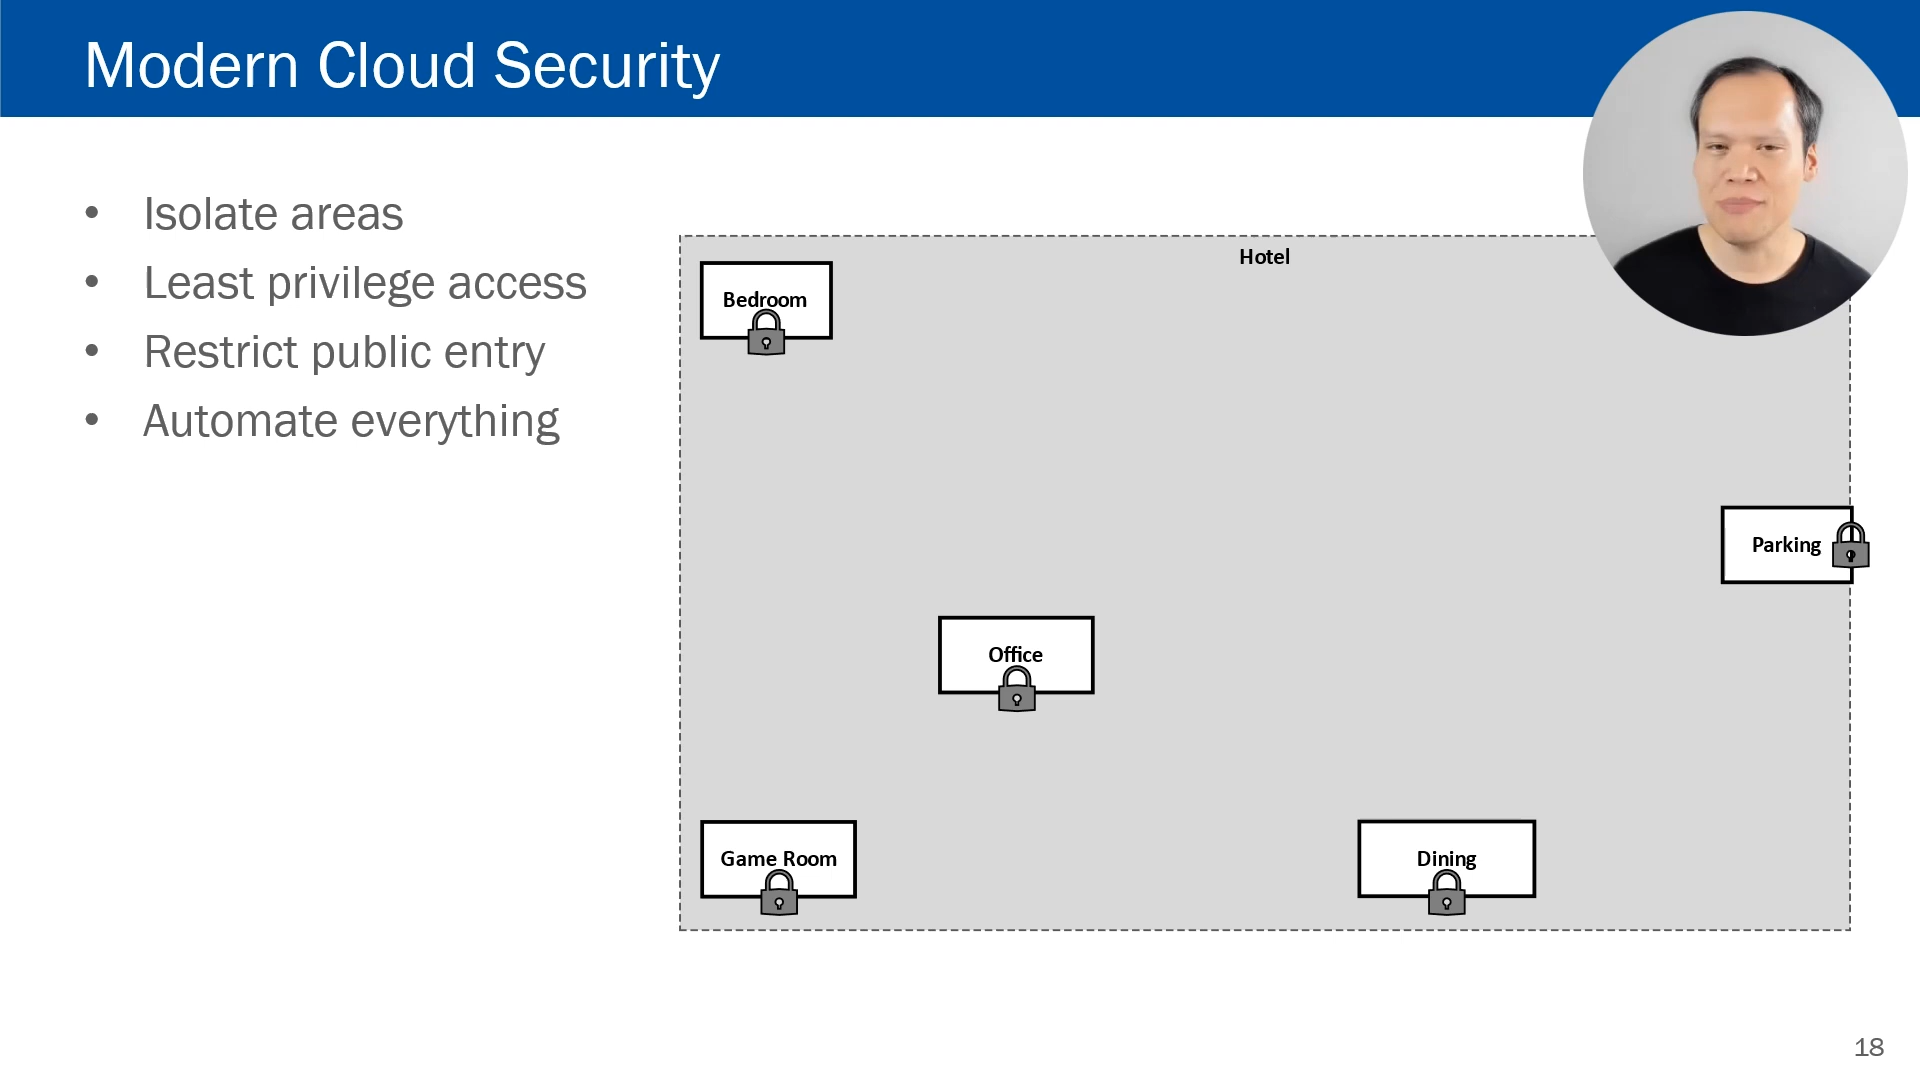 Modern Cloud Security
• Isolate areas
• Least privilege access
• Restrict public entry
• Automate everything
Hotel
Bedroom
Parking
Office
Game Room
Dining
18